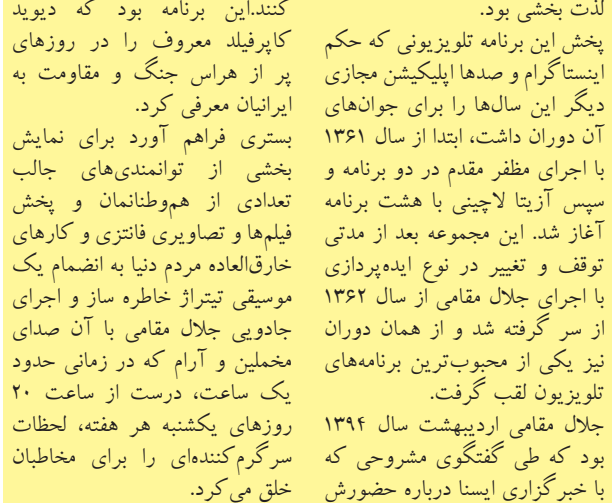 لذت بخشی بود.
پخش این برنامه تلویزیونی که حکم
اینستاگرام و صدها اپلیکیشن مجازی
دیگر این سال‌ها را برای جوان‌های
آن دوران داشت، ابتدا از سال ۱۳۶۱
با اجرای مظفر مقدم در دو برنامه و
سپس آزیتا لاچینی با هشت برنامه
آغاز شد. این مجموعه بعد از مدتی
توقف و تغییر در نوع ایده‌پردازی
با اجرای جلال مقامی از سال ۱۳۶۲
از سر گرفته شد و از همان دوران
نیز یکی از محبوب‌ترین برنامه‌های
تلویزیون لقب گرفت.
جلال مقامی اردیبهشت سال ۱۳۹۴
بود که طی گفتگوی مشروحی که
با خبرگزاری ایسنا درباره حضورش
کنند.این برنامه بود که دیوید
کاپرفیلد معروف را در روزهای
پر از هراس جنگ و مقاومت به
ایرانیان معرفی کرد.
بستری فراهم آورد برای نمایش
بخشی از توانمندی‌های جالب
تعدادی از هم‌وطنانمان و پخش
فیلم‌ها و تصاویری فانتزی و کارهای
خارق‌العاده مردم دنیا به انضمام یک
موسیقی تیتراژ خاطره ساز و اجرای
جادویی جلال مقامی با آن صدای
مخملین و آرام که در زمانی حدود
یک ساعت، درست از ساعت ۲۰
روزهای یکشنبه هر هفته، لحظات
سرگرم‌کننده‌ای را برای مخاطبان
خلق می‌کرد.